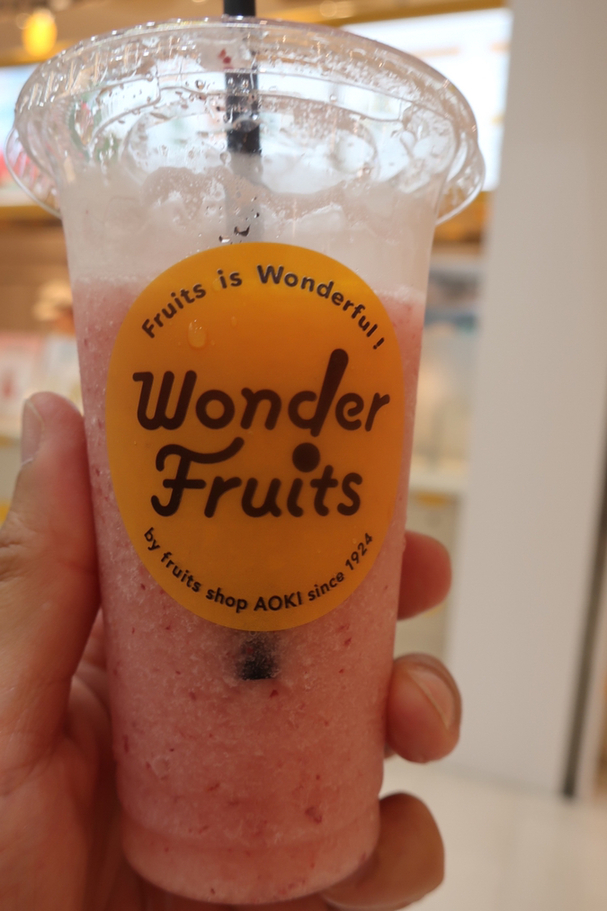 Fruits is Wonderful!
Wonder
Fruits
by fruits shop AOKI since 1924